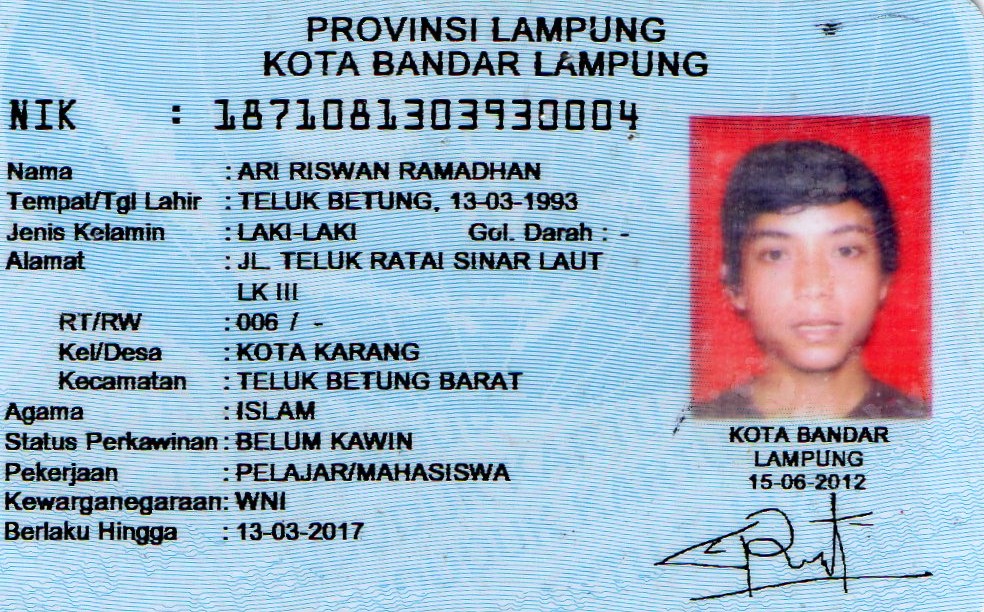 PROVINSI LAMPUNG
KOTA BANDAR LAMPUNG
NIK : 1871081303930004
Nama : ARI RISWAN RAMADHAN
Tempat/Tgl Lahir : TELUK BETUNG, 13-03-1993
Jenis Kelamin : LAKI-LAKI Gol. Darah : -
Alamat : JL. TELUK RATAI SINAR LAUT
LK III
RT/RW : 006 / -
Kel/Desa : KOTA KARANG
Kecamatan : TELUK BETUNG BARAT
Agama : ISLAM
Status Perkawinan : BELUM KAWIN
Pekerjaan : PELAJAR/MAHASISWA
Kewarganegaraan: WNI
Berlaku Hingga : 13-03-2017
KOTA BANDAR
LAMPUNG
15-06-2012